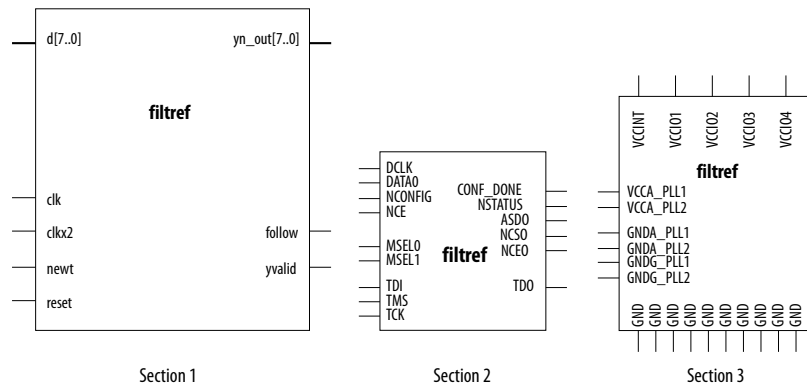 d[7..0] yn_out[7..0]
filtref
clk
clkx2 follow
newt yvalid
reset
Section 1
DCLK
DATA0
NCONFIG
NCE
CONF_DONE
NSTATUS
ASDO
NCSO
NCEO
MSEL0
MSEL1
filtref
TDI TDO
TMS
TCK
Section 2
VCCINT VCCIO1 VCCIO2 VCCIO3 VCCIO4
filtref
VCCA_PLL1
VCCA_PLL2
GNDA_PLL1
GNDA_PLL2
GNDG_PLL1
GNDG_PLL2
GND GND GND GND GND GND GND GND GND GND
Section 3